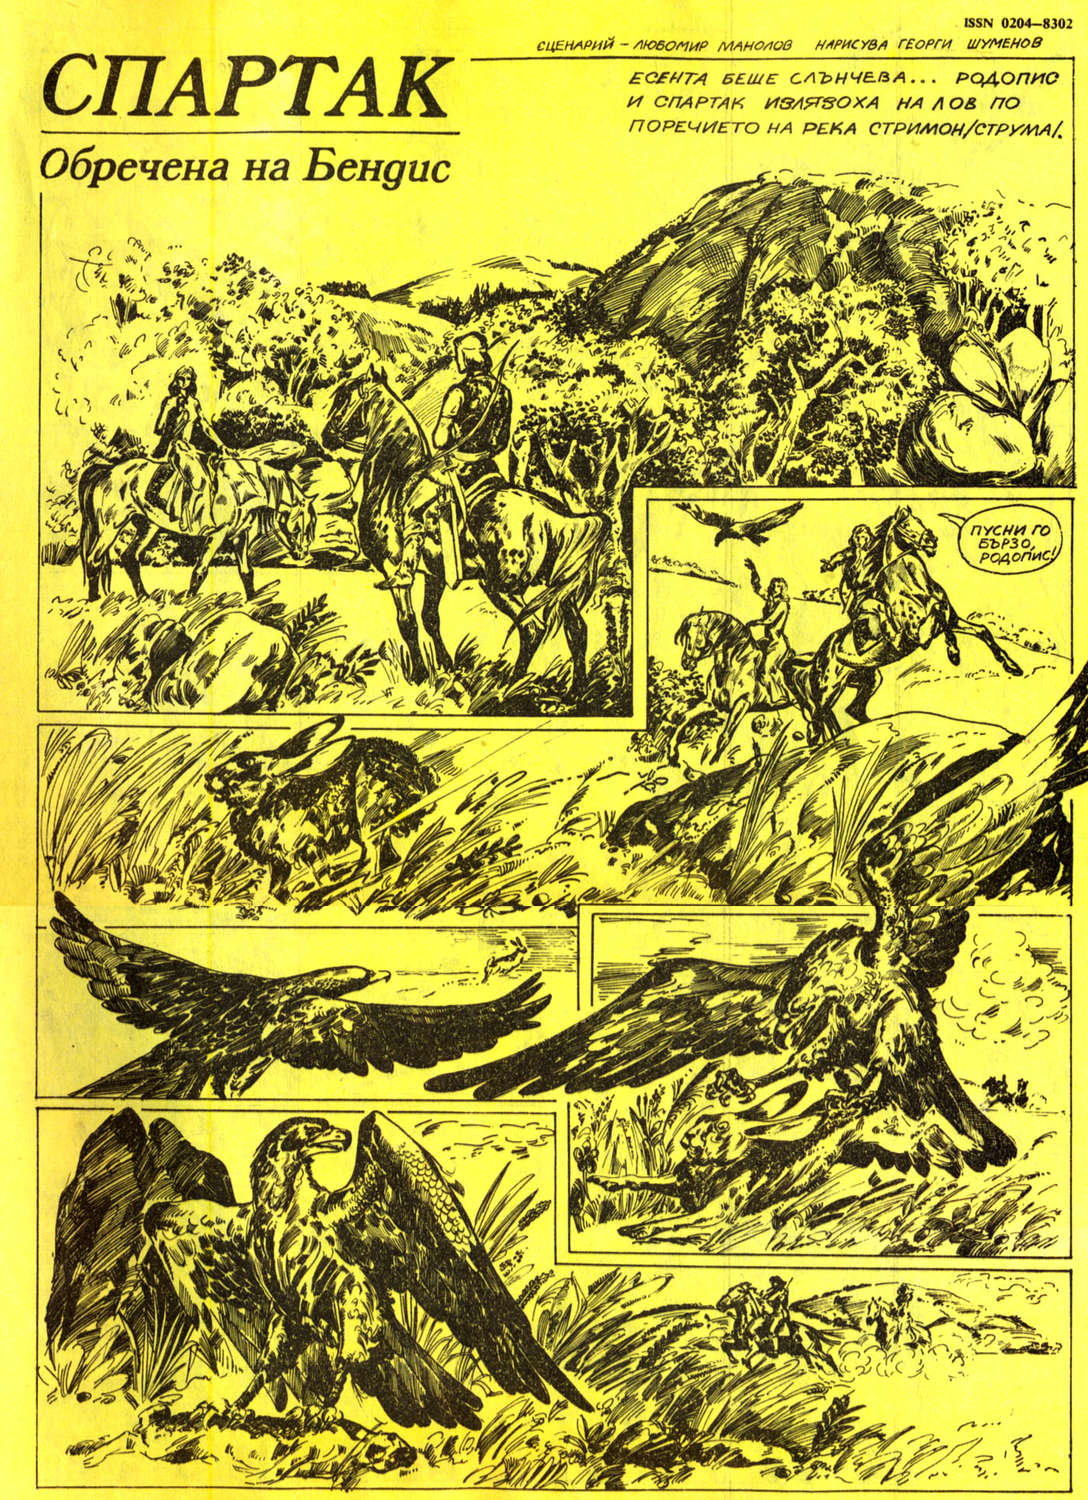 ISSN 0204—8302
СЦЕНАРИЙ – ЛЮБОМИР МАНОЛОВ НАРИСУВА ГЕОРГИ ШУМЕНОВ
СПАРТАК
Обречена на Бендис
ЕСЕНТА БЕШЕ СЛЪНЧЕВА... РОДОПИС
И СПАРТАК ИЗЛЯЗОХА НА ЛОВ ПО
ПОРЕЧИЕТО НА РЕКА СТРИМОН/СТРУМА/.
ПУСНИ ГО
БЪРЗО,
РОДОПИС!